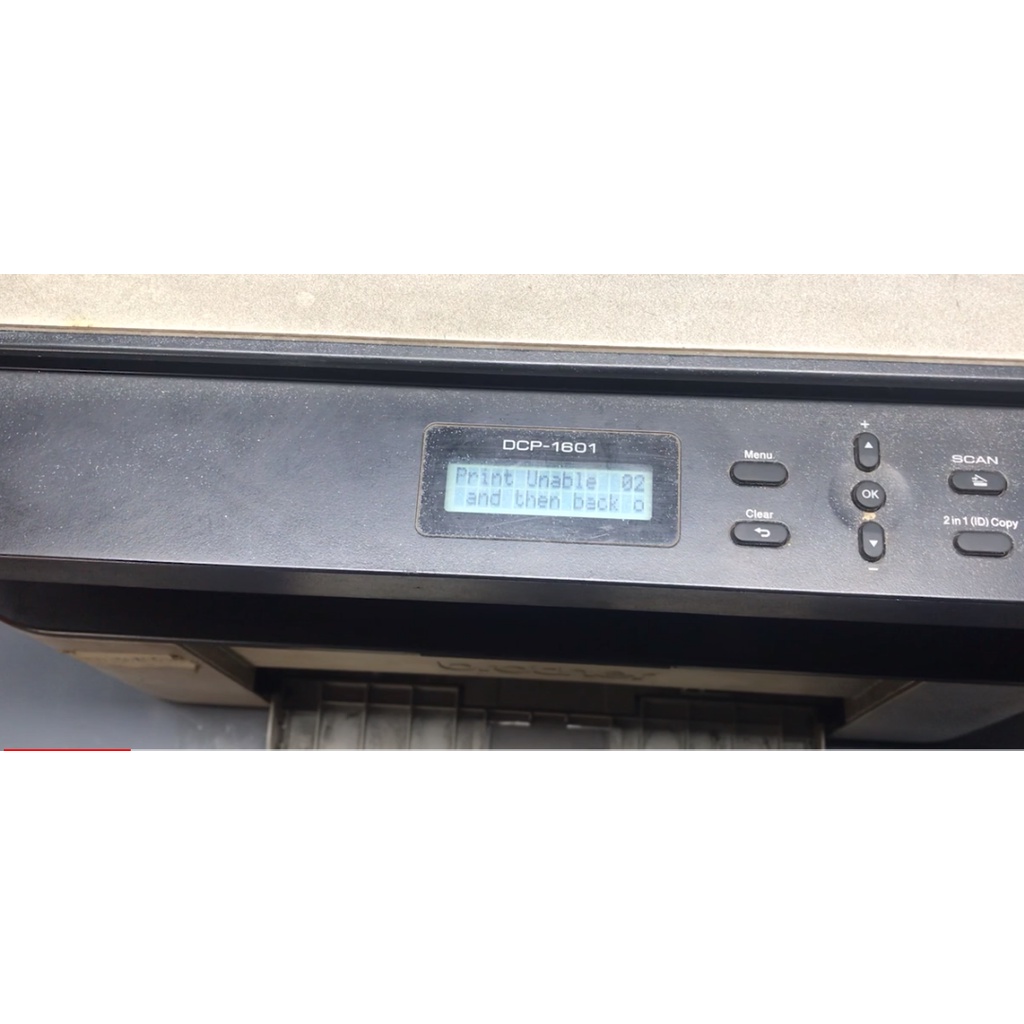 DCP-1601
Print Unable 02
and then back o
Menu
Clear
+
OK
-
SCAN
2 in 1 (ID) Copy